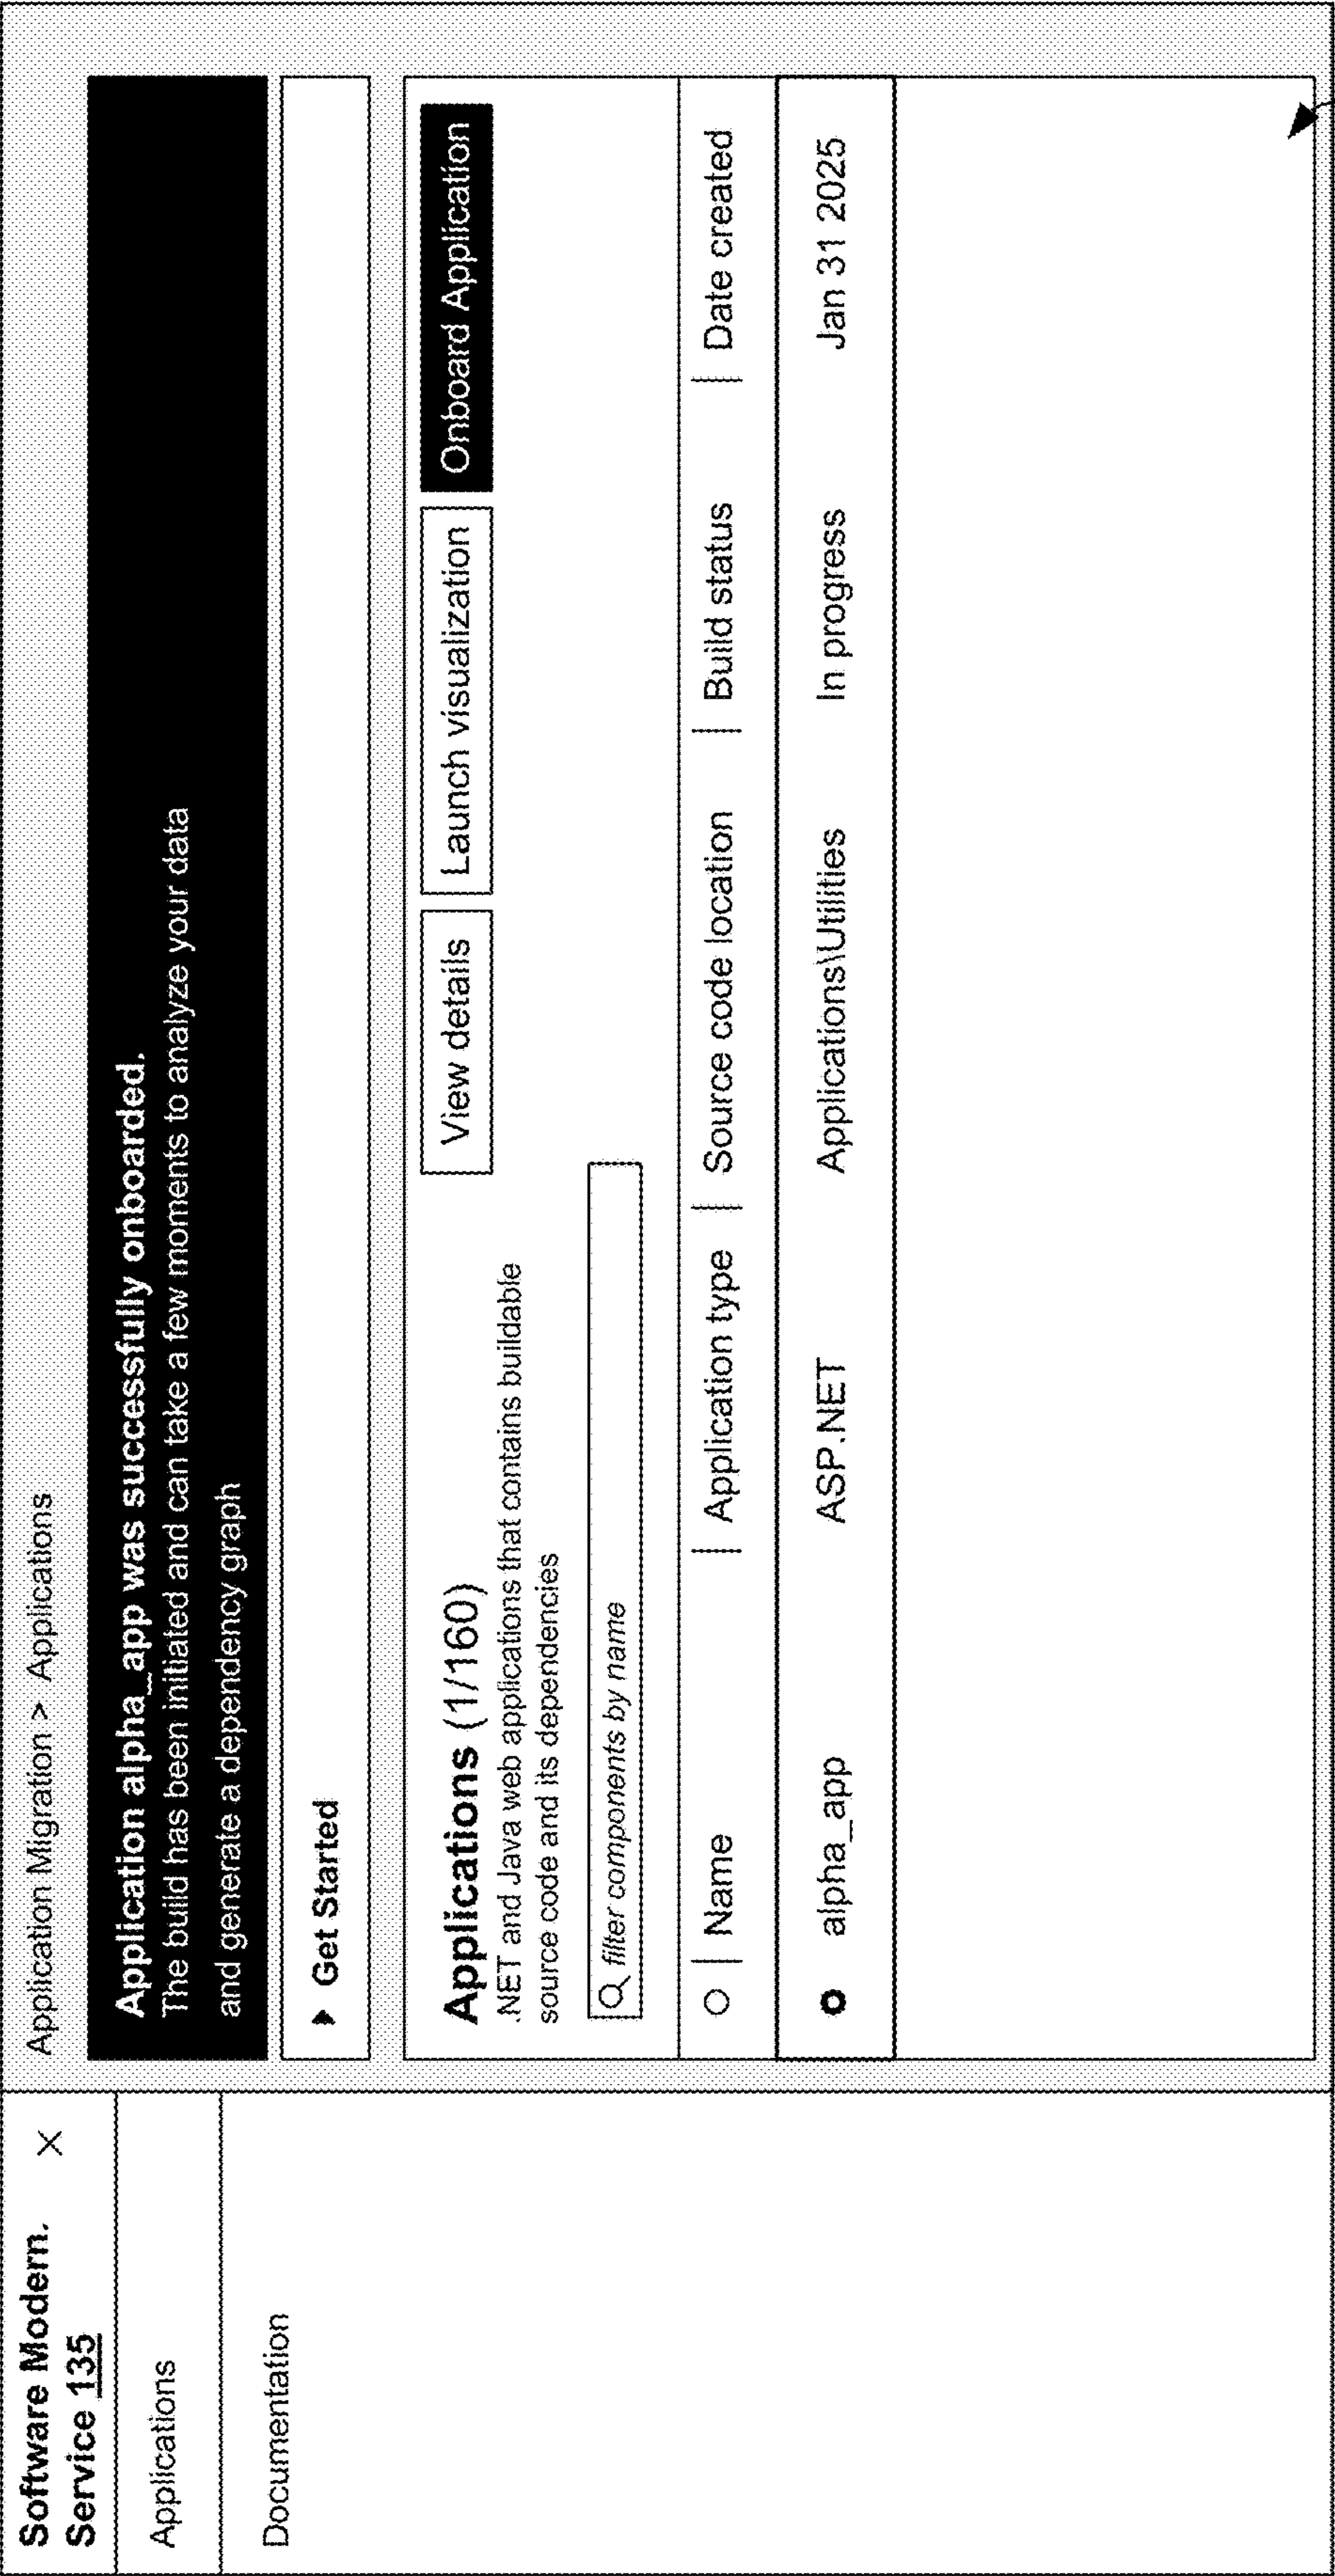 Software Modern. X
Service 135
Applications
Documentation
Application Migration > Applications
Application alpha_app was successfully onboarded.
The build has been initiated and can take a few moments to analyze your data
and generate a dependency graph
Get Started
Applications (1/160)
View details
Launch visualization
Onboard Application
.NET and Java web applications that contains buildable
source code and its dependencies
filter components by name
Name | Application type | Source code location | Build status | Date created
alpha_app ASP.NET Applications\Utilities In progress Jan 31 2025